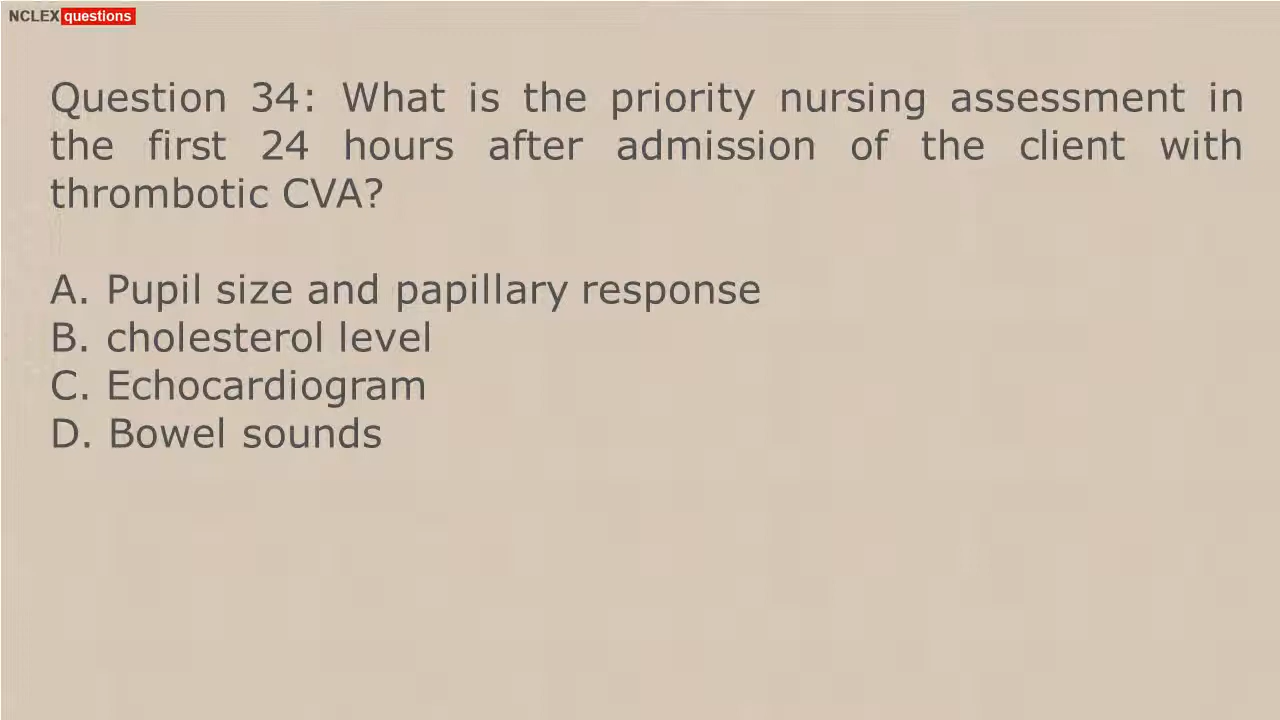 NCLEX questions
Question 34: What is the priority nursing assessment in
the first 24 hours after admission of the client with
thrombotic CVA?
A. Pupil size and papillary response
B. cholesterol level
C. Echocardiogram
D. Bowel sounds